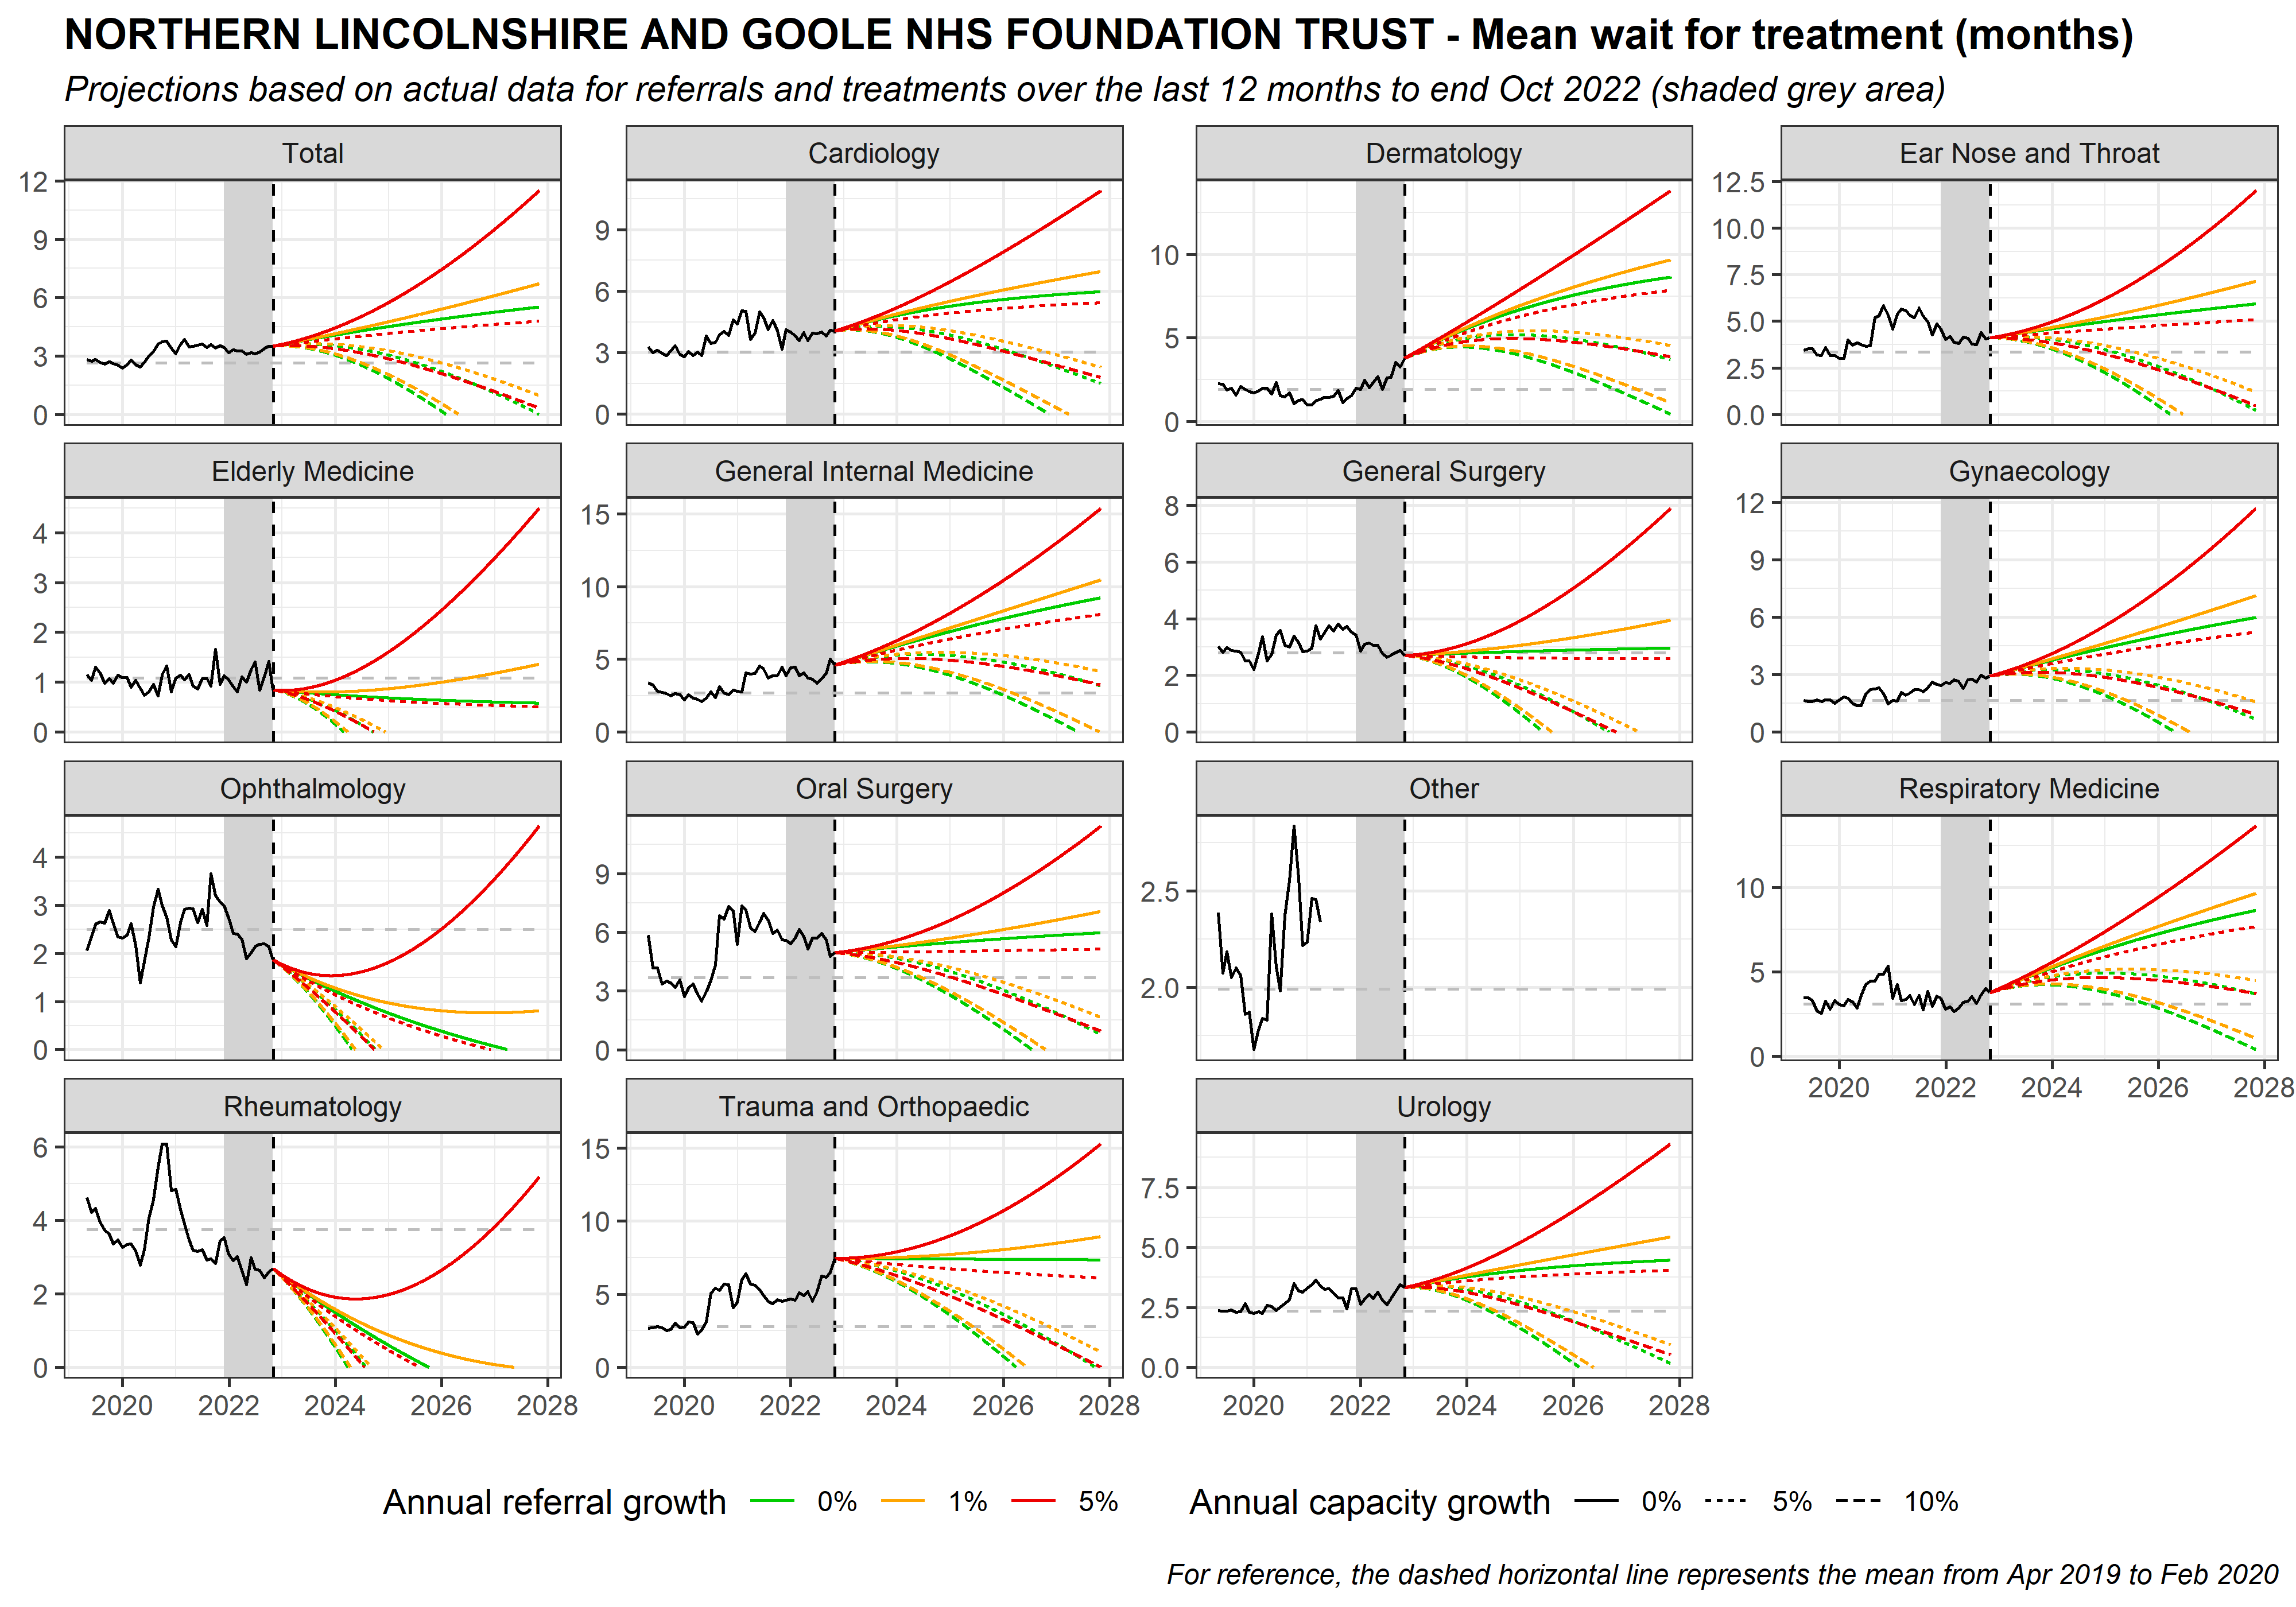 NORTHERN LINCOLNSHIRE AND GOOLE NHS FOUNDATION TRUST - Mean wait for treatment (months)
Projections based on actual data for referrals and treatments over the last 12 months to end Oct 2022 (shaded grey area)
Total
12
9
6
3
0
Cardiology
9
6
3
0
Dermatology
10
5
0
Ear Nose and Throat
12.5
10.0
7.5
5.0
2.5
0.0
Elderly Medicine
4
3
2
1
0
General Internal Medicine
15
10
5
0
General Surgery
8
6
4
2
0
Gynaecology
12
9
6
3
0
Ophthalmology
4
3
2
1
0
Oral Surgery
9
6
3
0
Other
2.5
2.0
Respiratory Medicine
10
5
0
2020 2022 2024 2026 2028
Rheumatology
6
4
2
0
2020 2022 2024 2026 2028
Trauma and Orthopaedic
15
10
5
0
2020 2022 2024 2026 2028
Urology
7.5
5.0
2.5
0.0
2020 2022 2024 2026 2028
Annual referral growth 0% 1% 5% Annual capacity growth 0% 5% 10%
For reference, the dashed horizontal line represents the mean from Apr 2019 to Feb 2020